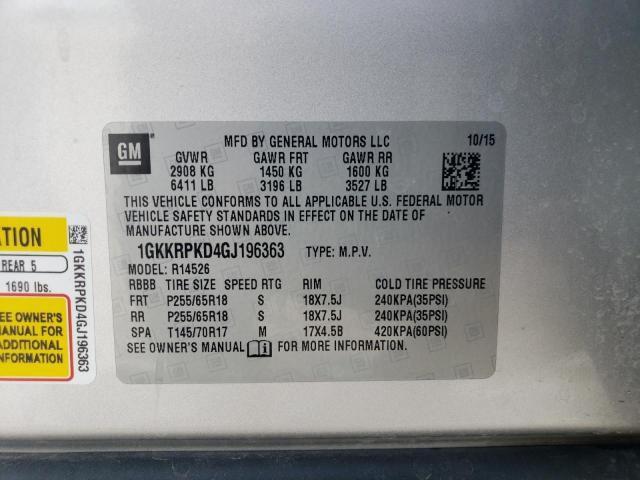 GM
MFD BY GENERAL MOTORS LLC 10/15
GVWR GAWR FRT GAWR RR
2908 KG 1450 KG 1600 KG
6411 LB 3196 LB 3527 LB
THIS VEHICLE CONFORMS TO ALL APPLICABLE U.S. FEDERAL MOTOR
VEHICLE SAFETY STANDARDS IN EFFECT ON THE DATE OF
MANUFACTURE SHOWN ABOVE.
1GKKRPKD4GJ196363 TYPE: M.P.V.
MODEL: R14526
RBBB TIRE SIZE SPEED RTG RIM COLD TIRE PRESSURE
FRT P255/65R18 S 18X7.5J 240KPA(35PSI)
RR P255/65R18 S 18X7.5J 240KPA(35PSI)
SPA T145/70R17 M 17X4.5B 420KPA(60PSI)
SEE OWNER'S MANUAL i FOR MORE INFORMATION.
ATION
REAR 5
1690 lbs.
SEE OWNER'S
MANUAL FOR
ADDITIONAL
INFORMATION
1GKKRPKD4GJ196363